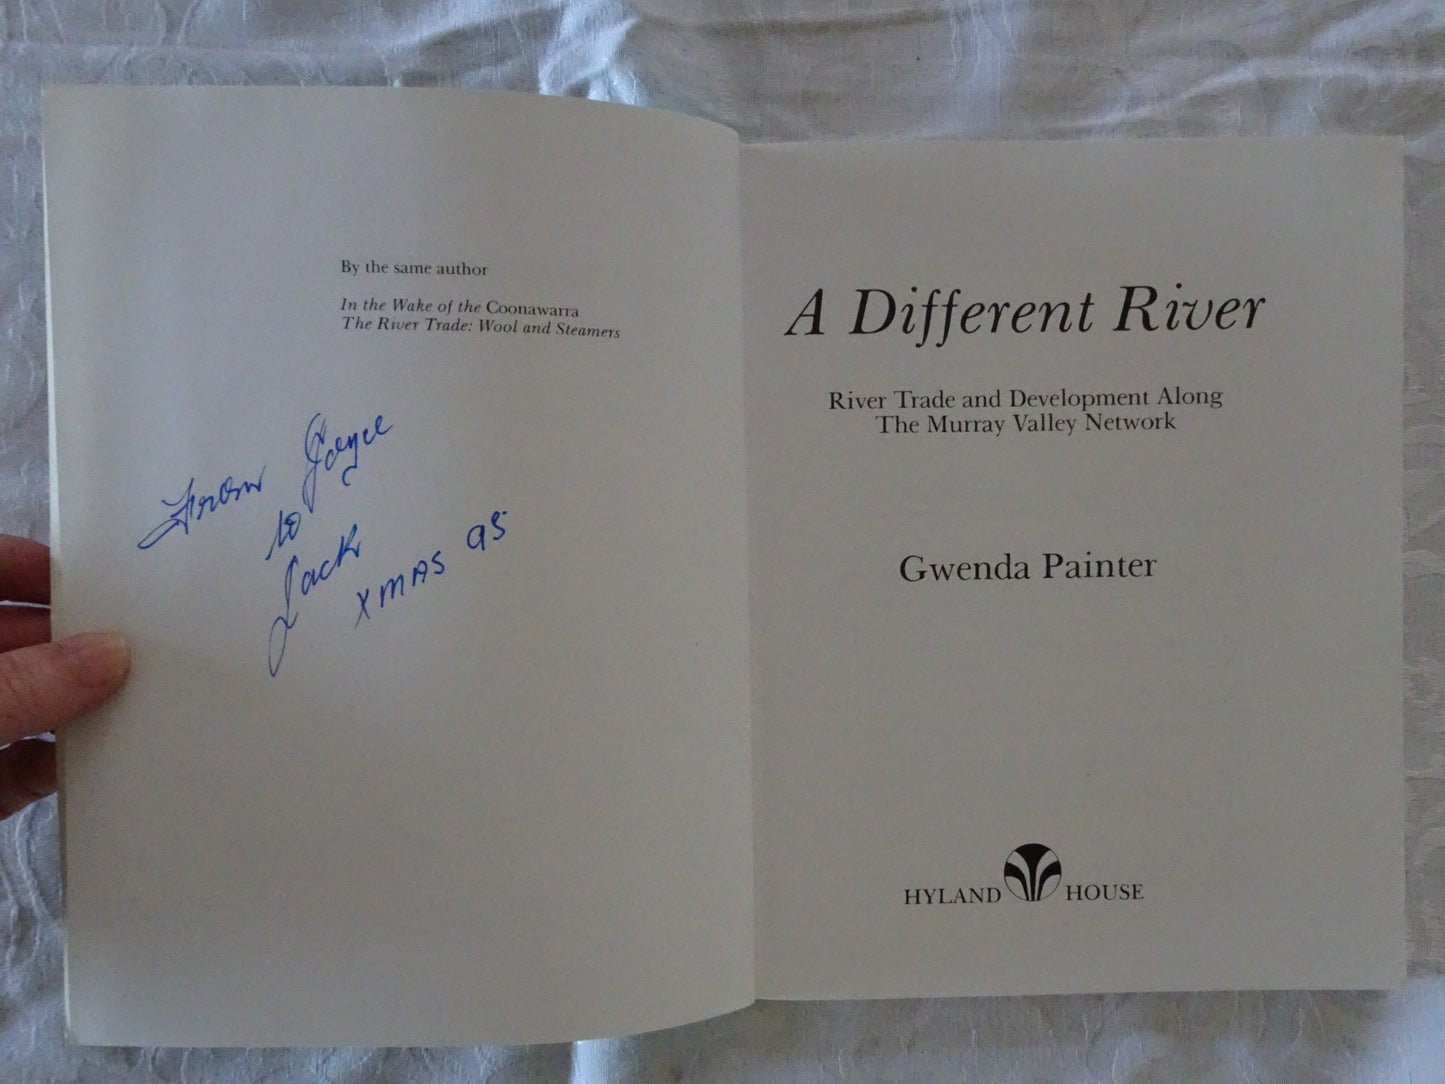 By the same author
In the Wake of the Coonawarra
The River Trade: Wool and Steamers
From Joyce
to
Jack
XMAS 95
A Different River
River Trade and Development Along
The Murray Valley Network
Gwenda Painter
HYLAND HOUSE